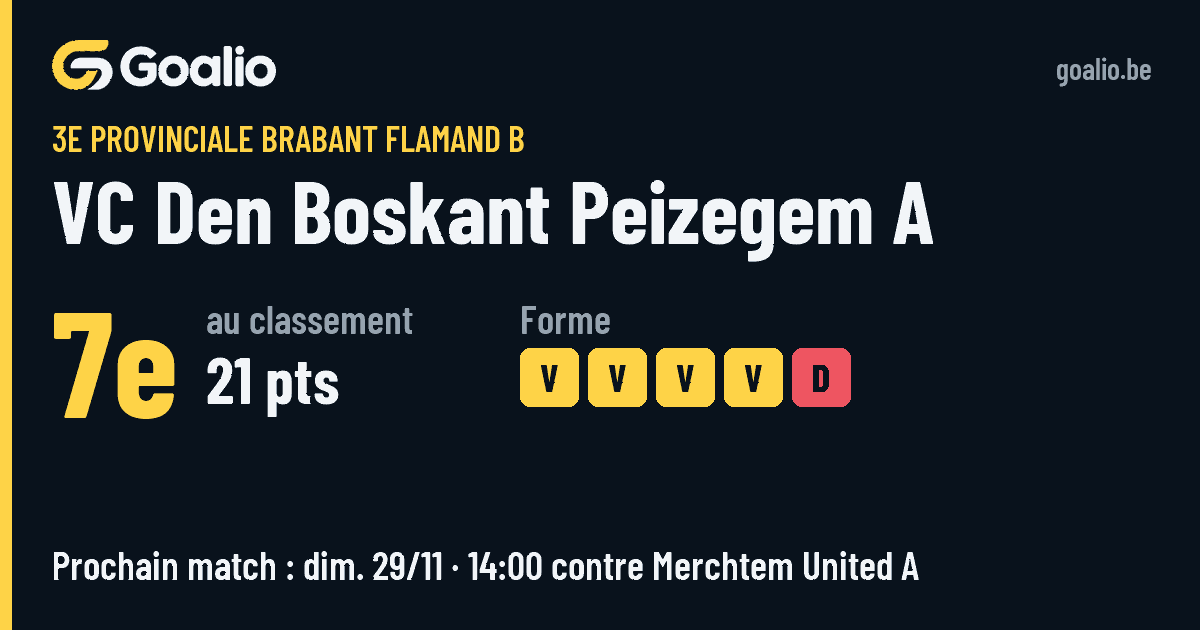 Goalio
goalio.be
3E PROVINCIALE BRABANT FLAMAND B
VC Den Boskant Peizegem A
7e
au classement
21 pts
Forme
V V V V D
Prochain match : dim. 29/11 · 14:00 contre Merchtem United A